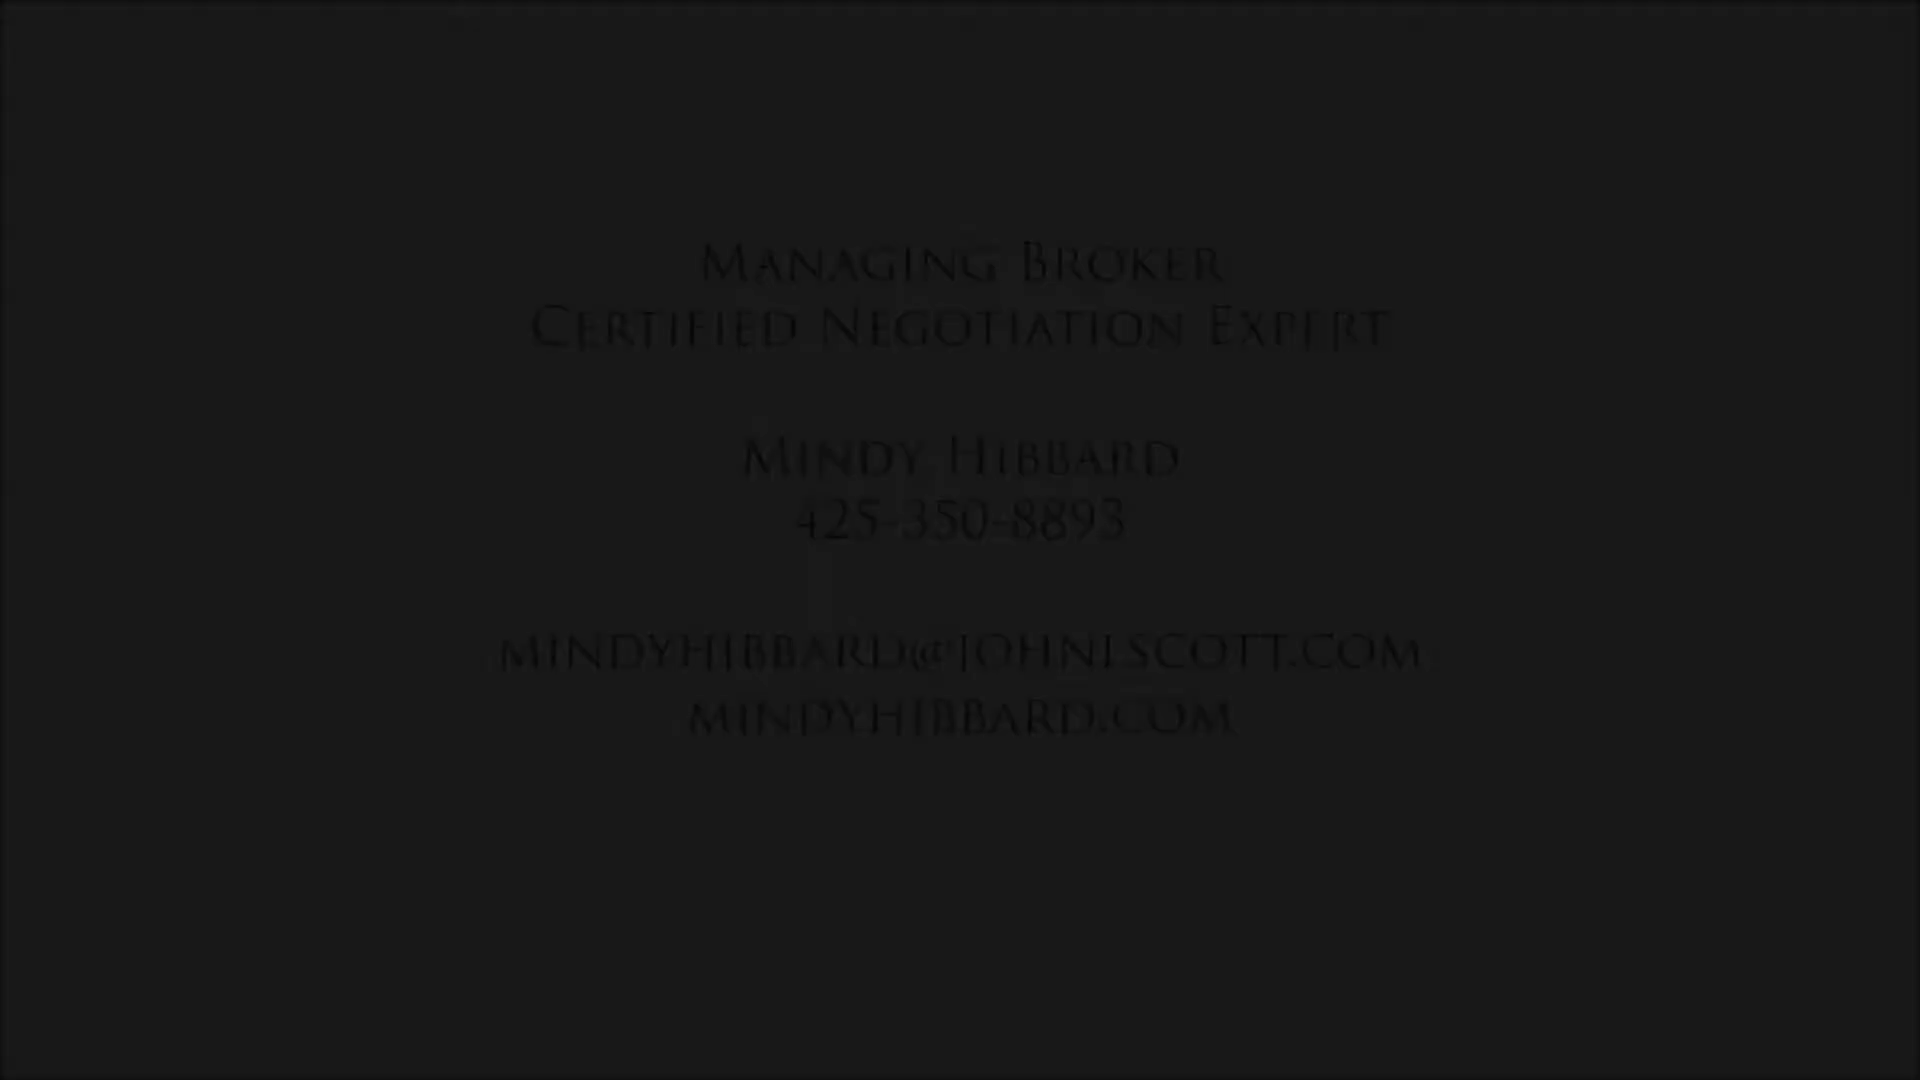 Managing Broker
Certified Negotiation Expert
Mindy Hibbard
425-350-8893
mindyhibbard@johnlscott.com
mindyhibbard.com